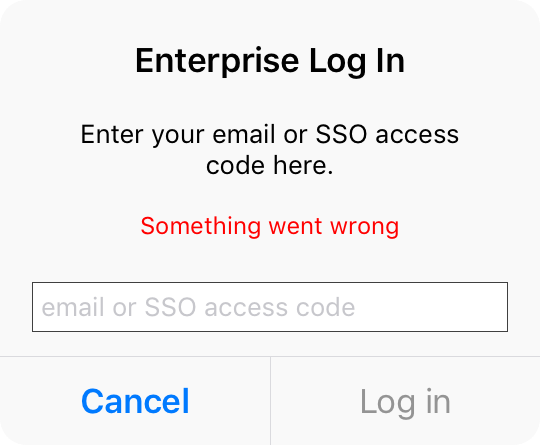 Enterprise Log In
Enter your email or SSO access
code here.
Something went wrong
email or SSO access code
Cancel
Log in